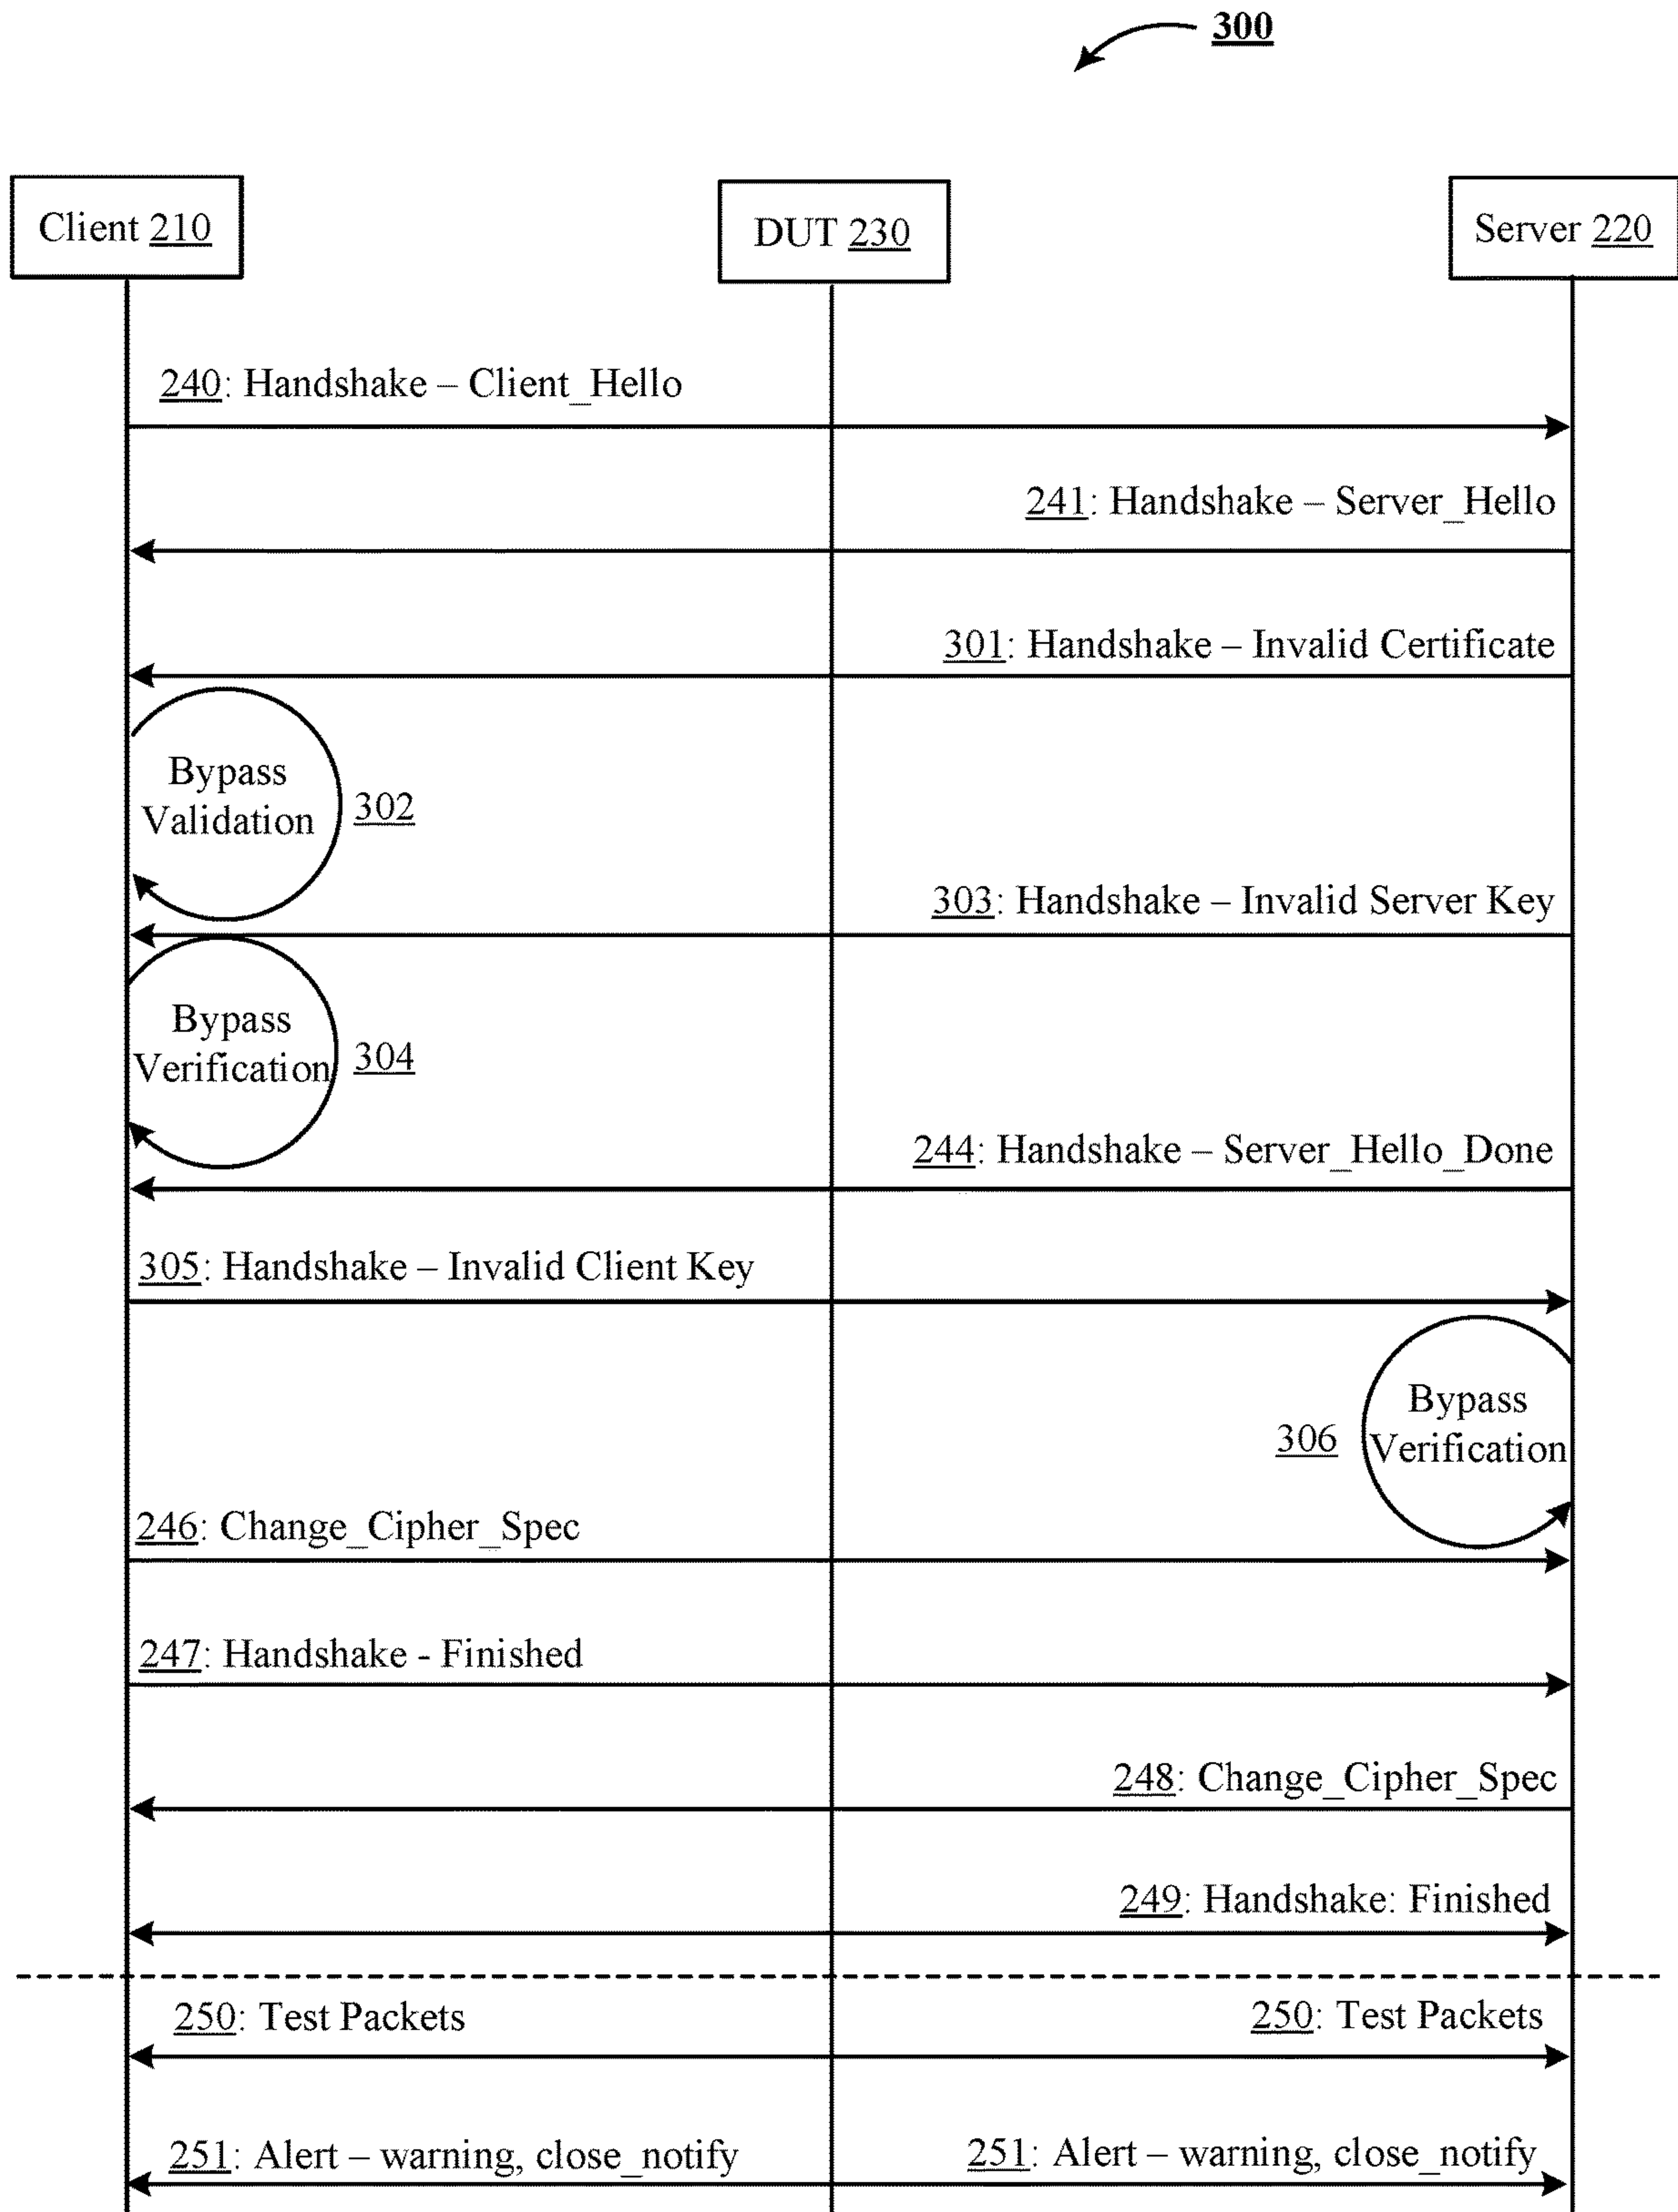 300
Client 210
DUT 230
Server 220
240: Handshake – Client_Hello
241: Handshake – Server_Hello
301: Handshake – Invalid Certificate
Bypass
Validation
302
303: Handshake – Invalid Server Key
Bypass
Verification
304
244: Handshake – Server_Hello_Done
305: Handshake – Invalid Client Key
Bypass
Verification
306
246: Change_Cipher_Spec
247: Handshake - Finished
248: Change_Cipher_Spec
249: Handshake: Finished
250: Test Packets
250: Test Packets
251: Alert – warning, close_notify
251: Alert – warning, close_notify